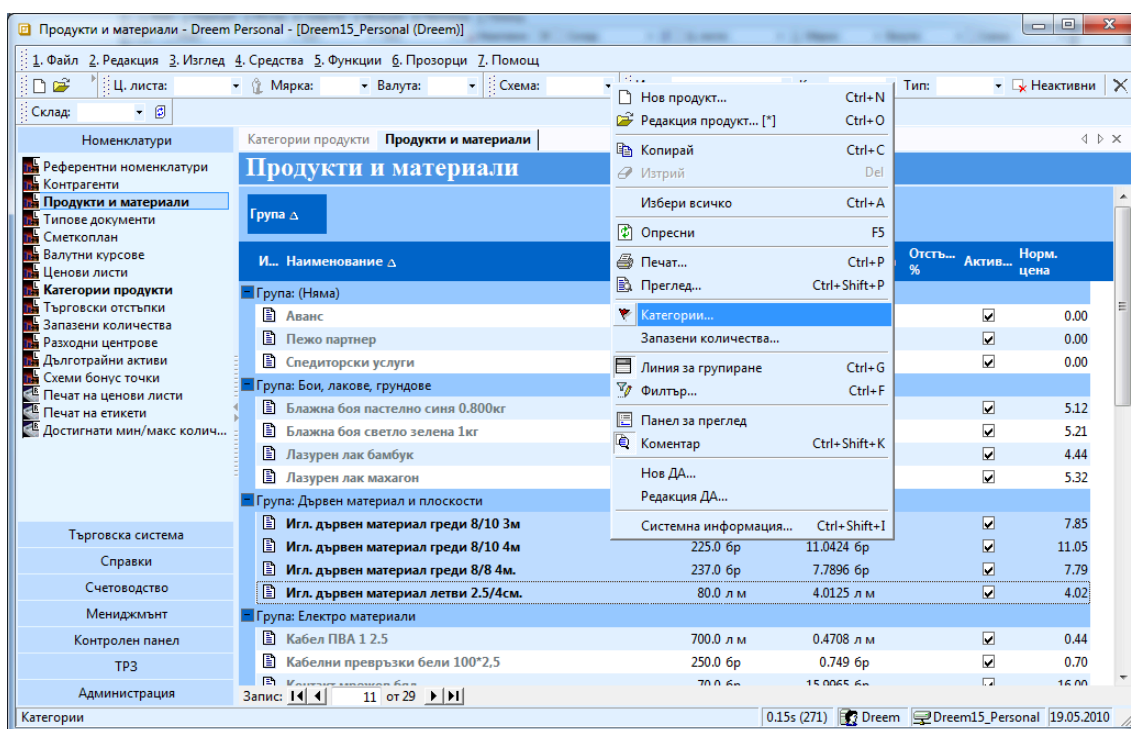 Продукти и материали - Dreem Personal - [Dreem15_Personal (Dreem)]
1. Файл 2. Редакция 3. Изглед 4. Средства 5. Функции 6. Прозорци 7. Помощ
Ц. листа: Мярка: Валута: Схема: Тип: Неактивни
Склад:
Номенклатури
Референтни номенклатури
Контрагенти
Продукти и материали
Типове документи
Сметкоплан
Валутни курсове
Ценови листи
Категории продукти
Търговски отстъпки
Запазени количества
Разходни центрове
Дълготрайни активи
Схеми бонус точки
Печат на ценови листи
Печат на етикети
Достигнати мин/макс колич...
Търговска система
Справки
Счетоводство
Мениджмънт
Контролен панел
ТРЗ
Администрация
Категории продукти Продукти и материали
Продукти и материали
Група
И... Наименование Отстъ... % Актив... Норм. цена
Група: (Няма)
Аванс 0.00
Пежо партнер 0.00
Спедиторски услуги 0.00
Група: Бои, лакове, грундове
Блажна боя пастелно синя 0.800кг 5.12
Блажна боя светло зелена 1кг 5.21
Лазурен лак бамбук 4.44
Лазурен лак махагон 5.32
Група: Дървен материал и плоскости
Игл. дървен материал греди 8/10 3м 7.85
Игл. дървен материал греди 8/10 4м 225.0 бр 11.0424 бр 11.05
Игл. дървен материал греди 8/8 4м. 237.0 бр 7.7896 бр 7.79
Игл. дървен материал летви 2.5/4см. 80.0 л м 4.0125 л м 4.02
Група: Електро материали
Кабел ПВА 1 2.5 700.0 л м 0.4708 л м 0.44
Кабелни превръзки бели 100*2,5 250.0 бр 0.749 бр 0.70
70.0 бр 15.9965 бр 16.00
Запис: 11 от 29
Нов продукт... Ctrl+N
Редакция продукт... [*] Ctrl+O
Копирай Ctrl+C
Изтрий Del
Избери всичко Ctrl+A
Опресни F5
Печат... Ctrl+P
Преглед... Ctrl+Shift+P
Категории...
Запазени количества...
Линия за групиране Ctrl+G
Филтър... Ctrl+F
Панел за преглед
Коментар Ctrl+Shift+K
Нов ДА...
Редакция ДА...
Системна информация... Ctrl+Shift+I
Категории 0.15s (271) Dreem Dreem15_Personal 19.05.2010